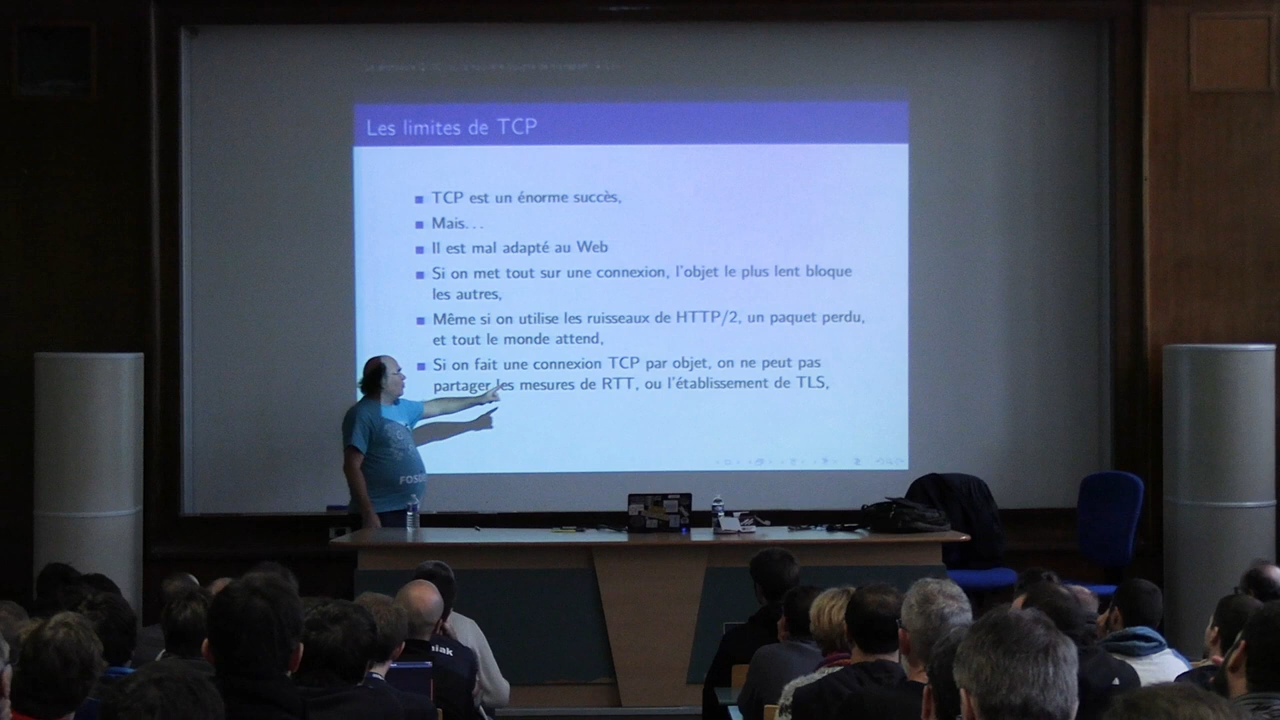 Les limites de TCP
TCP est un énorme succès,
Mais...
Il est mal adapté au Web
Si on met tout sur une connexion, l'objet le plus lent bloque
les autres,
Même si on utilise les ruisseaux de HTTP/2, un paquet perdu,
et tout le monde attend,
Si on fait une connexion TCP par objet, on ne peut pas
partager les mesures de RTT, ou l'établissement de TLS,